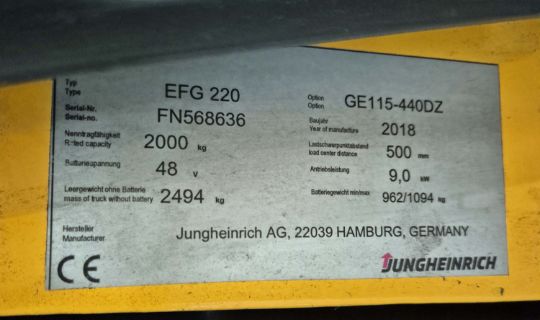 Typ
Type EFG 220
Option
Option GE115-440DZ
Serial-Nr.
Serial-no. FN568636
Baujahr
Year of manufacture 2018
Nenntragfähigkeit
Rated capacity 2000 kg
Lastschwerpunktabstand
load center distance 500 mm
Batteriespannung 48 V
Antriebsleistung 9,0 kW
Leergewicht ohne Batterie
mass of truck without battery 2494 kg
Batteriegewicht min/max 962/1094 kg
Hersteller
Manufacturer Jungheinrich AG, 22039 HAMBURG, GERMANY
CE
JUNGHEINRICH